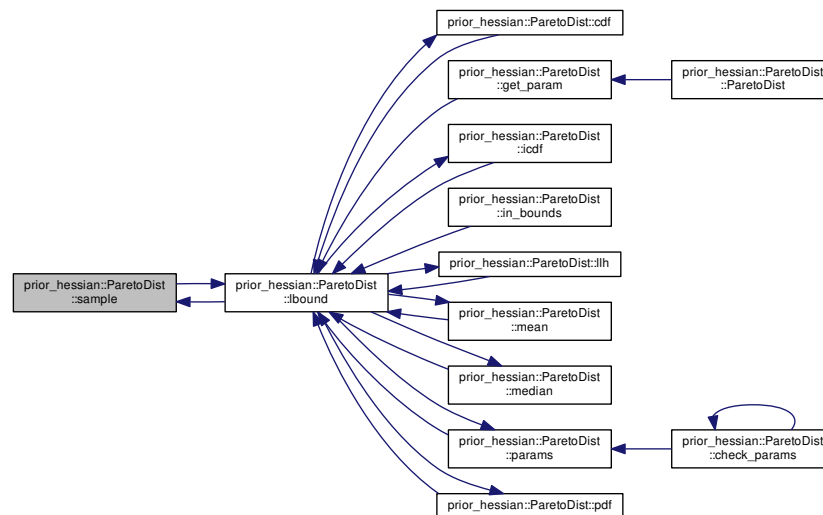 prior_hessian::ParetoDist
::sample
prior_hessian::ParetoDist
::lbound
prior_hessian::ParetoDist::cdf
prior_hessian::ParetoDist
::get_param
prior_hessian::ParetoDist
::ParetoDist
prior_hessian::ParetoDist
::icdf
prior_hessian::ParetoDist
::in_bounds
prior_hessian::ParetoDist::llh
prior_hessian::ParetoDist
::mean
prior_hessian::ParetoDist
::median
prior_hessian::ParetoDist
::params
prior_hessian::ParetoDist
::check_params
prior_hessian::ParetoDist::pdf